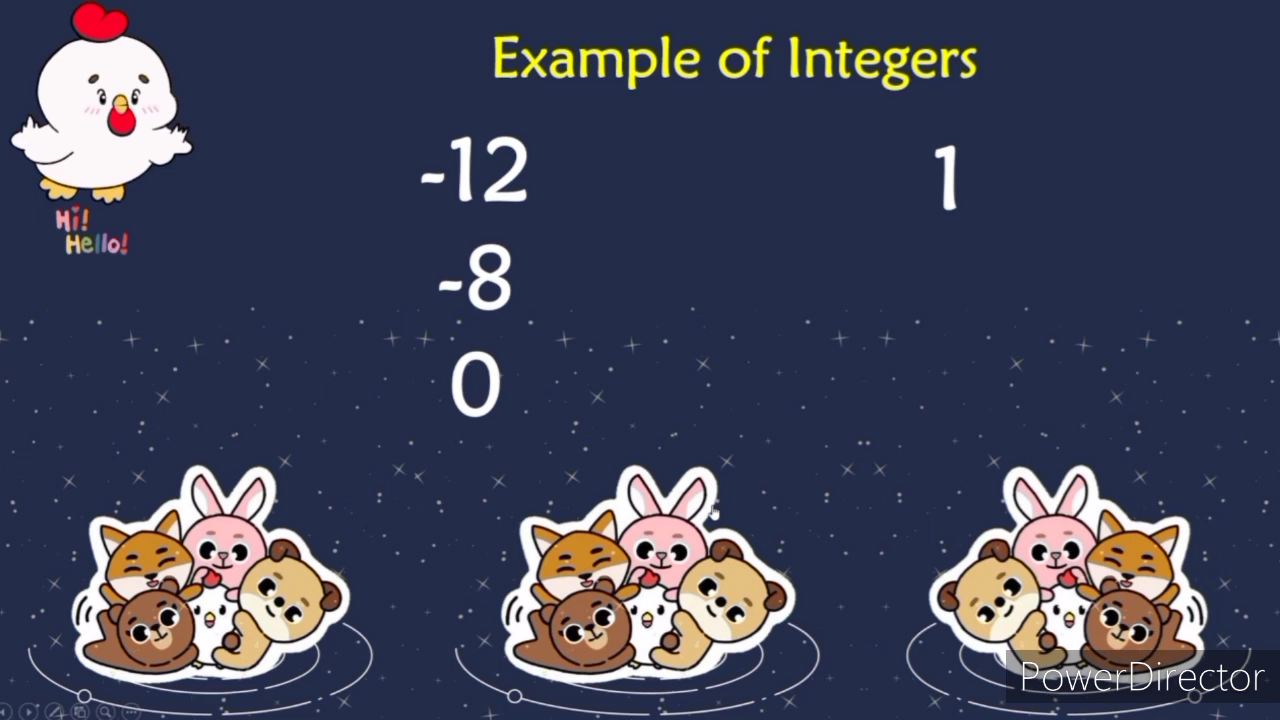 Example of Integers
-12
1
-8
0
Hi!
Hello!
PowerDirector